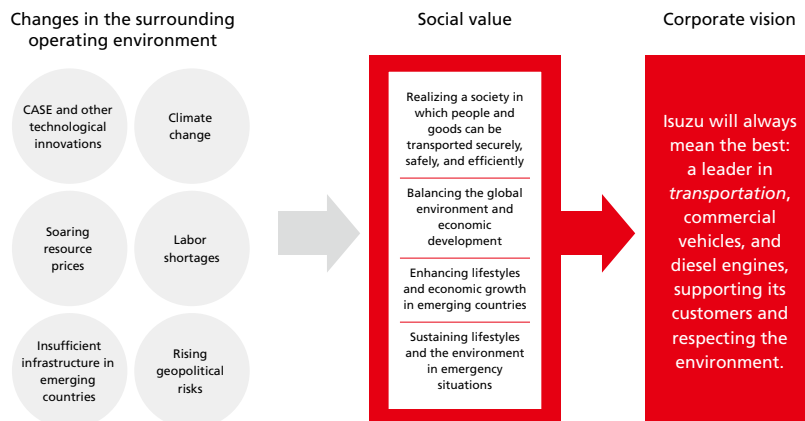 Changes in the surrounding
operating environment
CASE and other
technological
innovations
Climate
change
Soaring
resource
prices
Labor
shortages
Insufficient
infrastructure in
emerging
countries
Rising
geopolitical
risks
Social value
Realizing a society in
which people and
goods can be
transported securely,
safely, and efficiently
Balancing the global
environment and
economic
development
Enhancing lifestyles
and economic growth
in emerging countries
Sustaining lifestyles
and the environment
in emergency
situations
Corporate vision
Isuzu will always
mean the best:
a leader in
transportation,
commercial
vehicles, and
diesel engines,
supporting its
customers and
respecting the
environment.